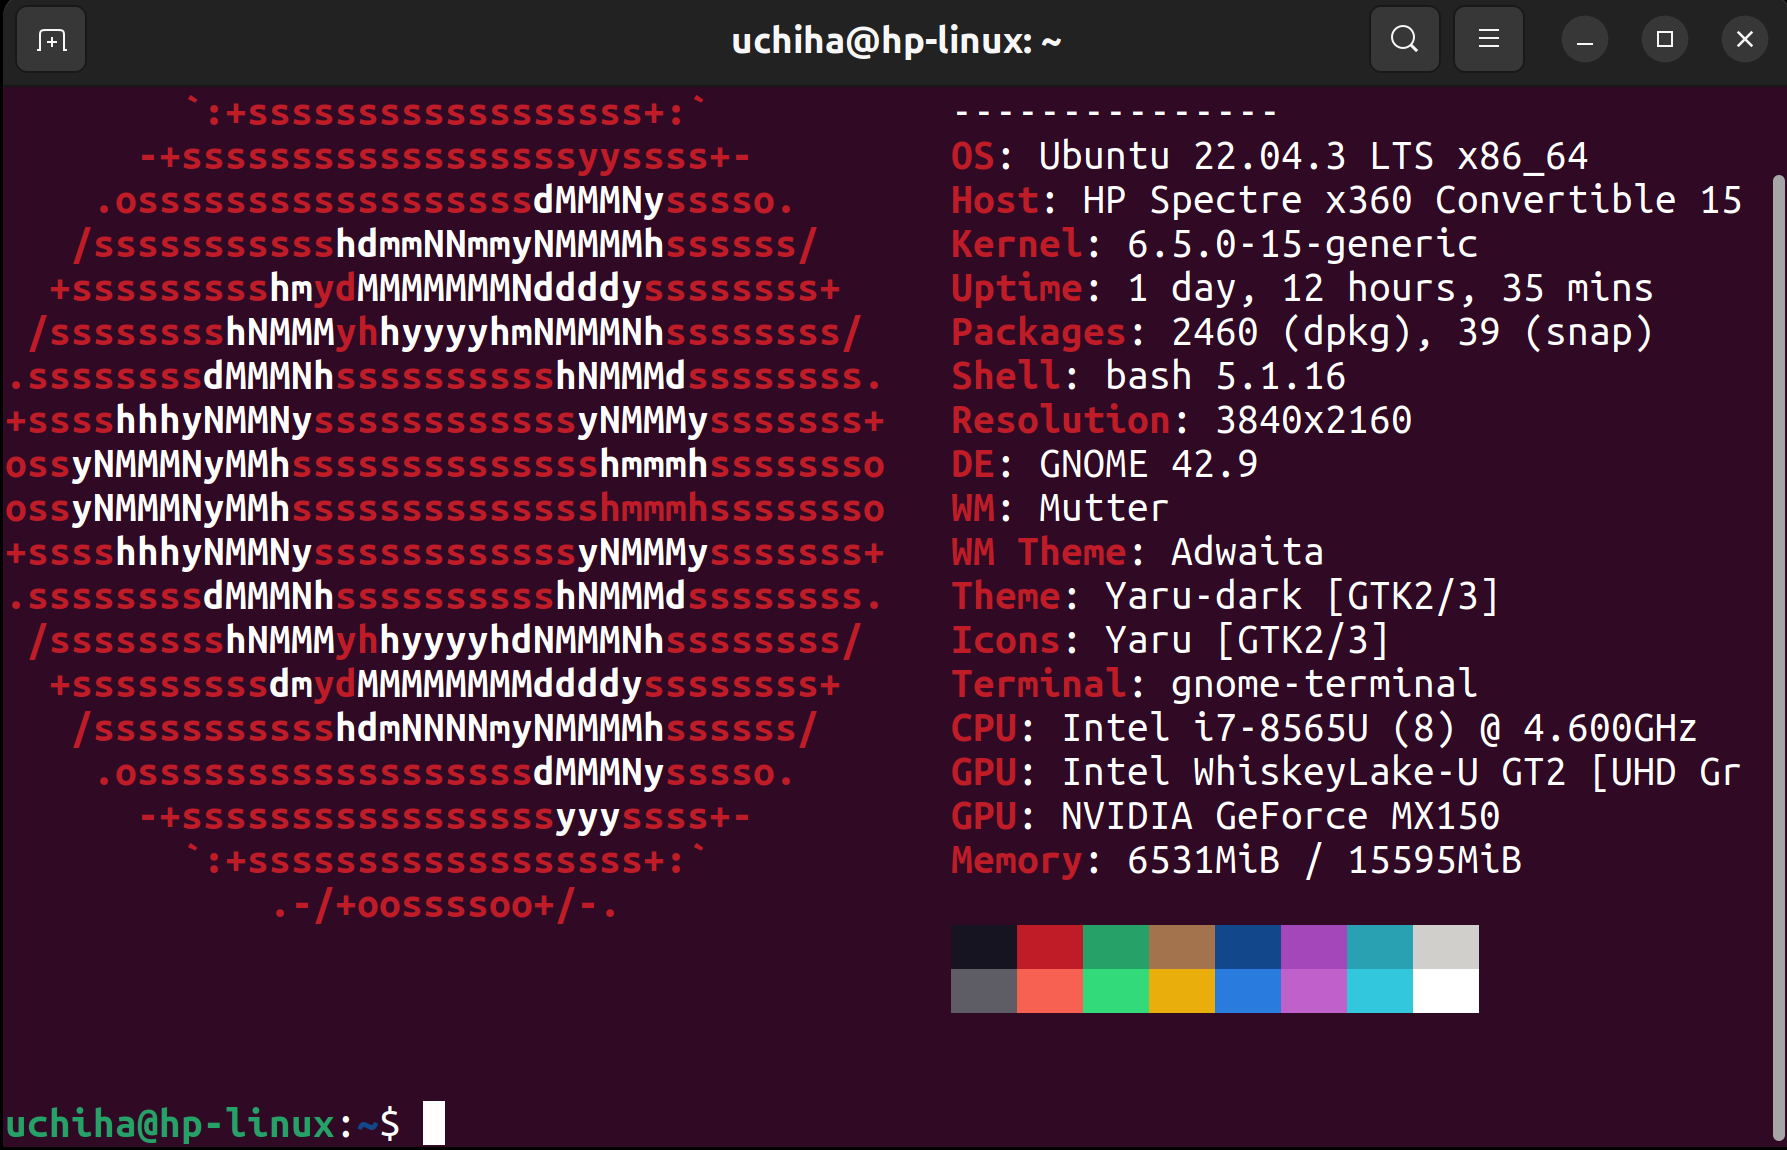 uchiha@hp-linux: ~
`:+ssssssssssssssssss+:` ---------------
-+ssssssssssssssssssyyssss+- OS: Ubuntu 22.04.3 LTS x86_64
.ossssssssssssssssssdMMMNysssso. Host: HP Spectre x360 Convertible 15
/ssssssssssshdmmNNmmyNMMMMhssssss/ Kernel: 6.5.0-15-generic
+ssssssssshmydMMMMMMMNddddyssssssss+ Uptime: 1 day, 12 hours, 35 mins
/sssssssshNMMMyhhyyyyhmNMMMNhssssssss/ Packages: 2460 (dpkg), 39 (snap)
.ssssssssdMMMNhsssssssssshNMMMdssssssss. Shell: bash 5.1.16
+sssshhhyNMMNyssssssssssssyNMMMysssssss+ Resolution: 3840x2160
ossyNMMMNyMMhsssssssssssssshmmmhssssssso DE: GNOME 42.9
ossyNMMMNyMMhsssssssssssssshmmmhssssssso WM: Mutter
+sssshhhyNMMNyssssssssssssyNMMMysssssss+ WM Theme: Adwaita
.ssssssssdMMMNhsssssssssshNMMMdssssssss. Theme: Yaru-dark [GTK2/3]
/sssssssshNMMMyhhyyyyhdNMMMNhssssssss/ Icons: Yaru [GTK2/3]
+sssssssssdmydMMMMMMMMddddyssssssss+ Terminal: gnome-terminal
/ssssssssssshdmNNNNmyNMMMMhssssss/ CPU: Intel i7-8565U (8) @ 4.600GHz
.ossssssssssssssssssdMMMNysssso. GPU: Intel WhiskeyLake-U GT2 [UHD Gr
-+sssssssssssssssssyyyssss+- GPU: NVIDIA GeForce MX150
`:+ssssssssssssssssss+:` Memory: 6531MiB / 15595MiB
.-/+oossssoo+/-.
uchiha@hp-linux:~$